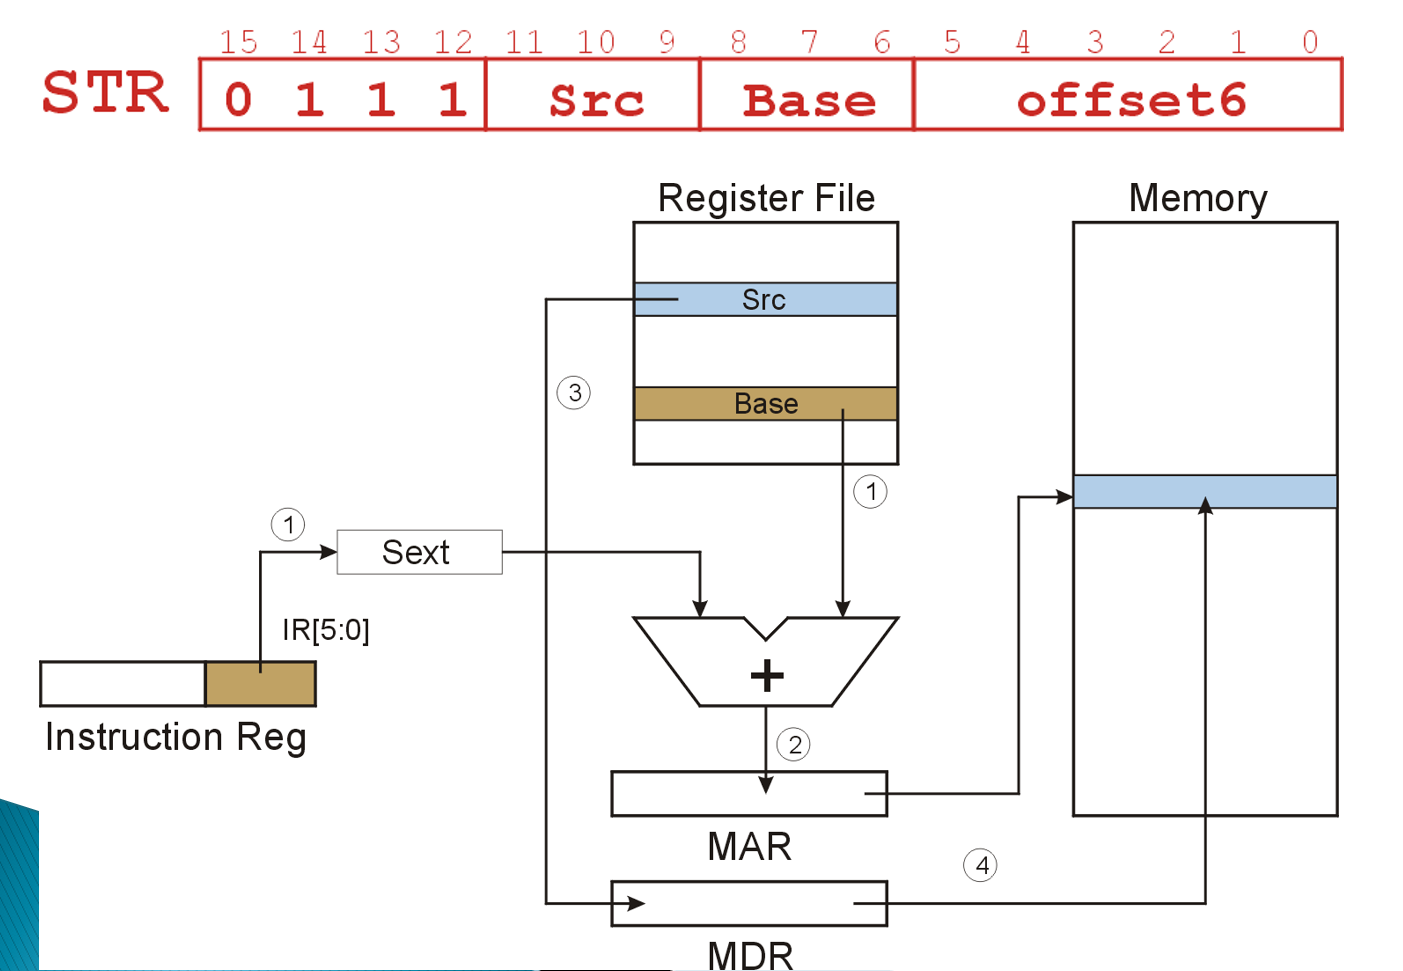 15 14 13 12 11 10 9 8 7 6 5 4 3 2 1 0
STR 0 1 1 1 Src Base offset6
Register File
Memory
Src
3
Base
1
1
Sext
IR[5:0]
+
Instruction Reg
2
MAR
4
MDR